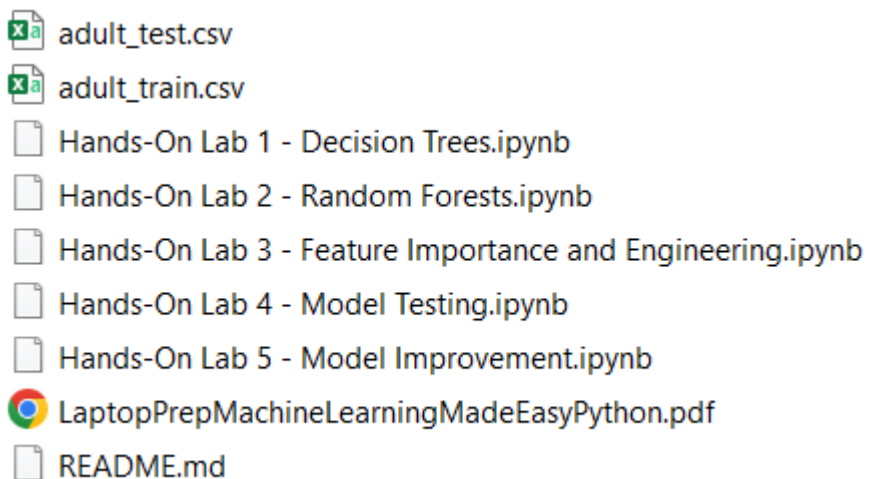 adult_test.csv
adult_train.csv
Hands-On Lab 1 - Decision Trees.ipynb
Hands-On Lab 2 - Random Forests.ipynb
Hands-On Lab 3 - Feature Importance and Engineering.ipynb
Hands-On Lab 4 - Model Testing.ipynb
Hands-On Lab 5 - Model Improvement.ipynb
LaptopPrepMachineLearningMadeEasyPython.pdf
README.md